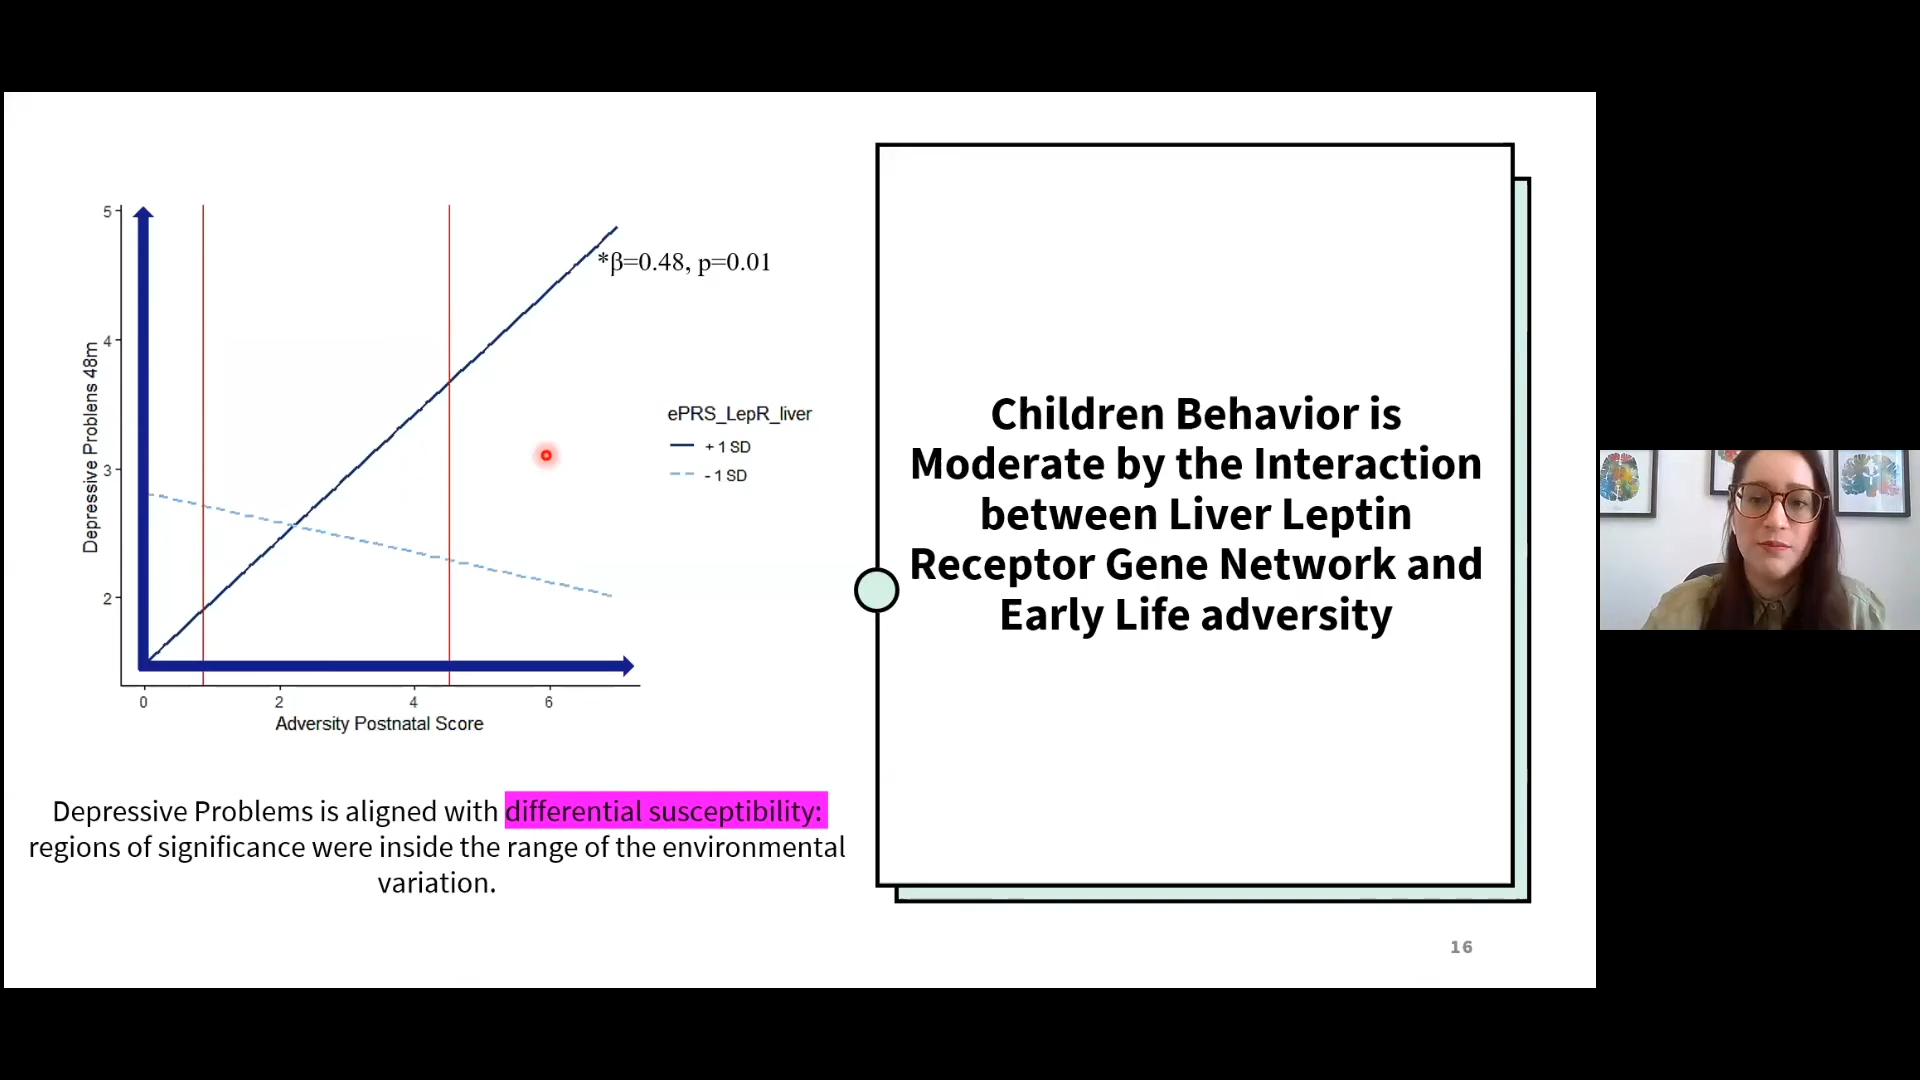 5
4
3
2
Depressive Problens 48m
0
2
4
6
Adversity Postnatal Score
*β=0.48, p=0.01
ePRS_LepR_liver
+ 1 SD
- 1 SD
Depressive Problems is aligned with differential susceptibility:
regions of significance were inside the range of the environmental
variation.
Children Behavior is
Moderate by the Interaction
between Liver Leptin
Receptor Gene Network and
Early Life adversity
16